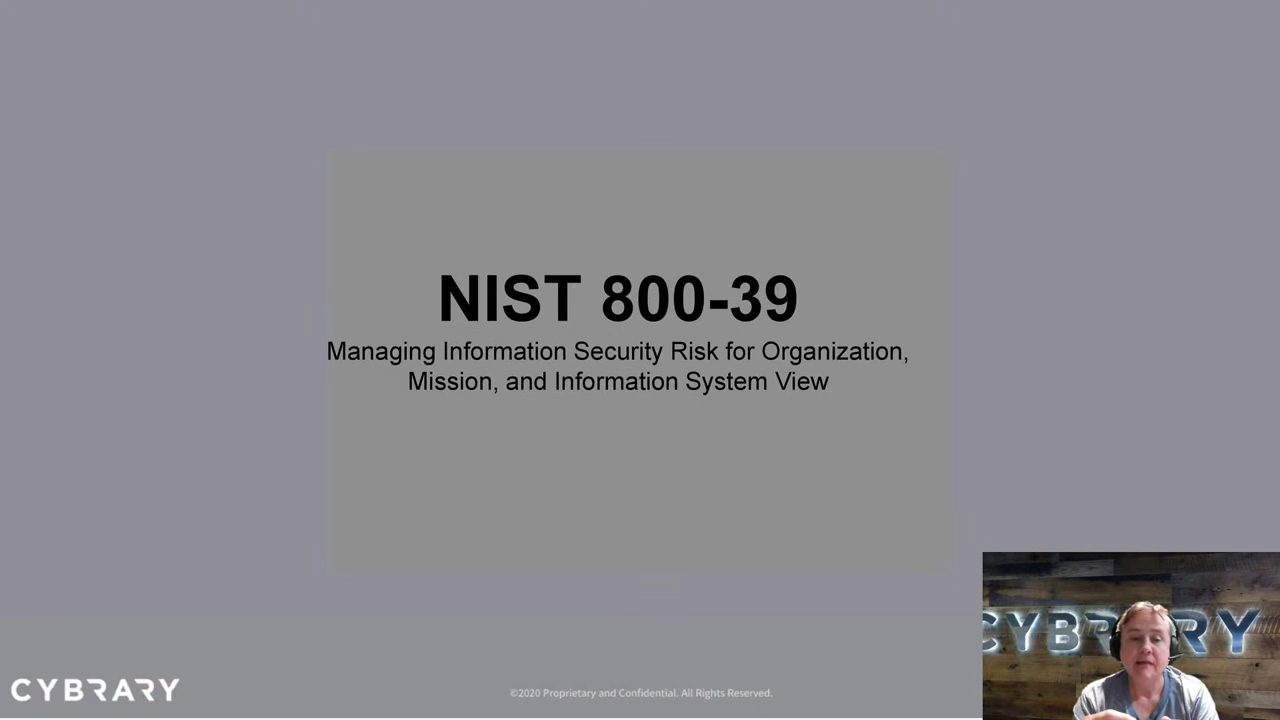 NIST 800-39
Managing Information Security Risk for Organization,
Mission, and Information System View
CYBRARY
CYBRARY
©2020 Proprietary and Confidential. All Rights Reserved.